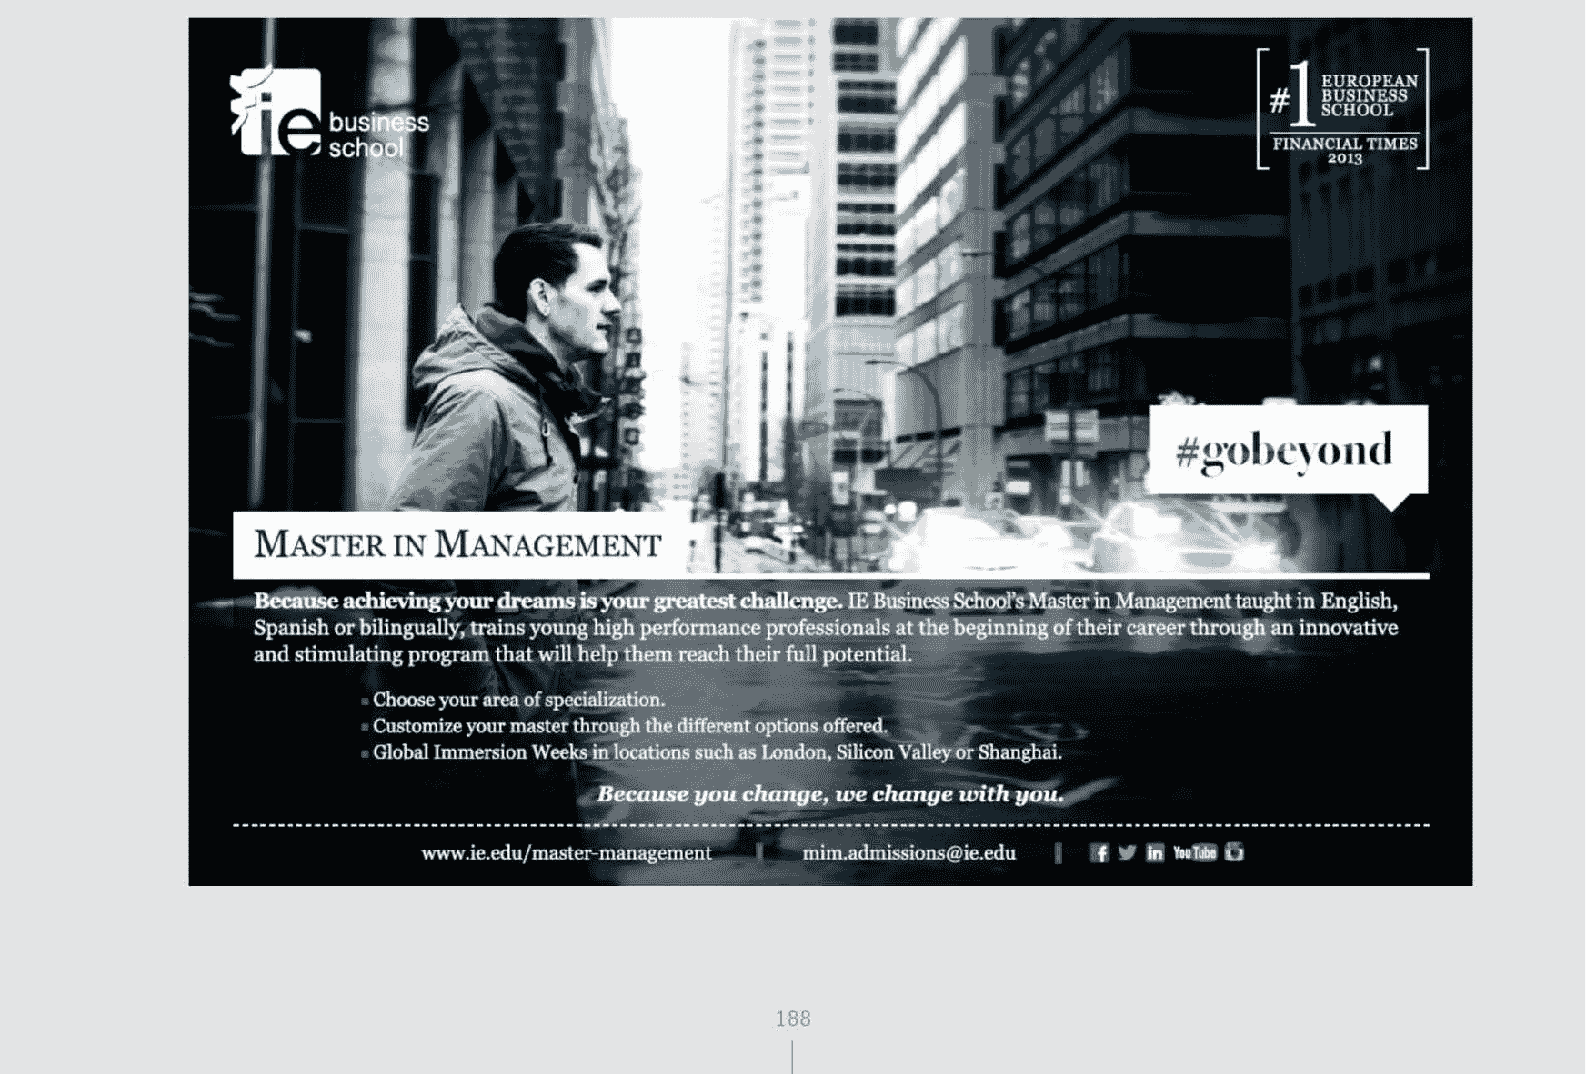 ie business
school
#1 EUROPEAN
BUSINESS
SCHOOL
FINANCIAL TIMES
2013
#gobeyond
MASTER IN MANAGEMENT
Because achieving your dreams is your greatest challenge. IE Business School's Master in Management taught in English,
Spanish or bilingually, trains young high performance professionals at the beginning of their career through an innovative
and stimulating program that will help them reach their full potential.
Choose your area of specialization.
Customize your master through the different options offered.
Global Immersion Weeks in locations such as London, Silicon Valley or Shanghai.
Because you change, we change with you.
www.ie.edu/master-management | mim.admissions@ie.edu | f in You Tube
188